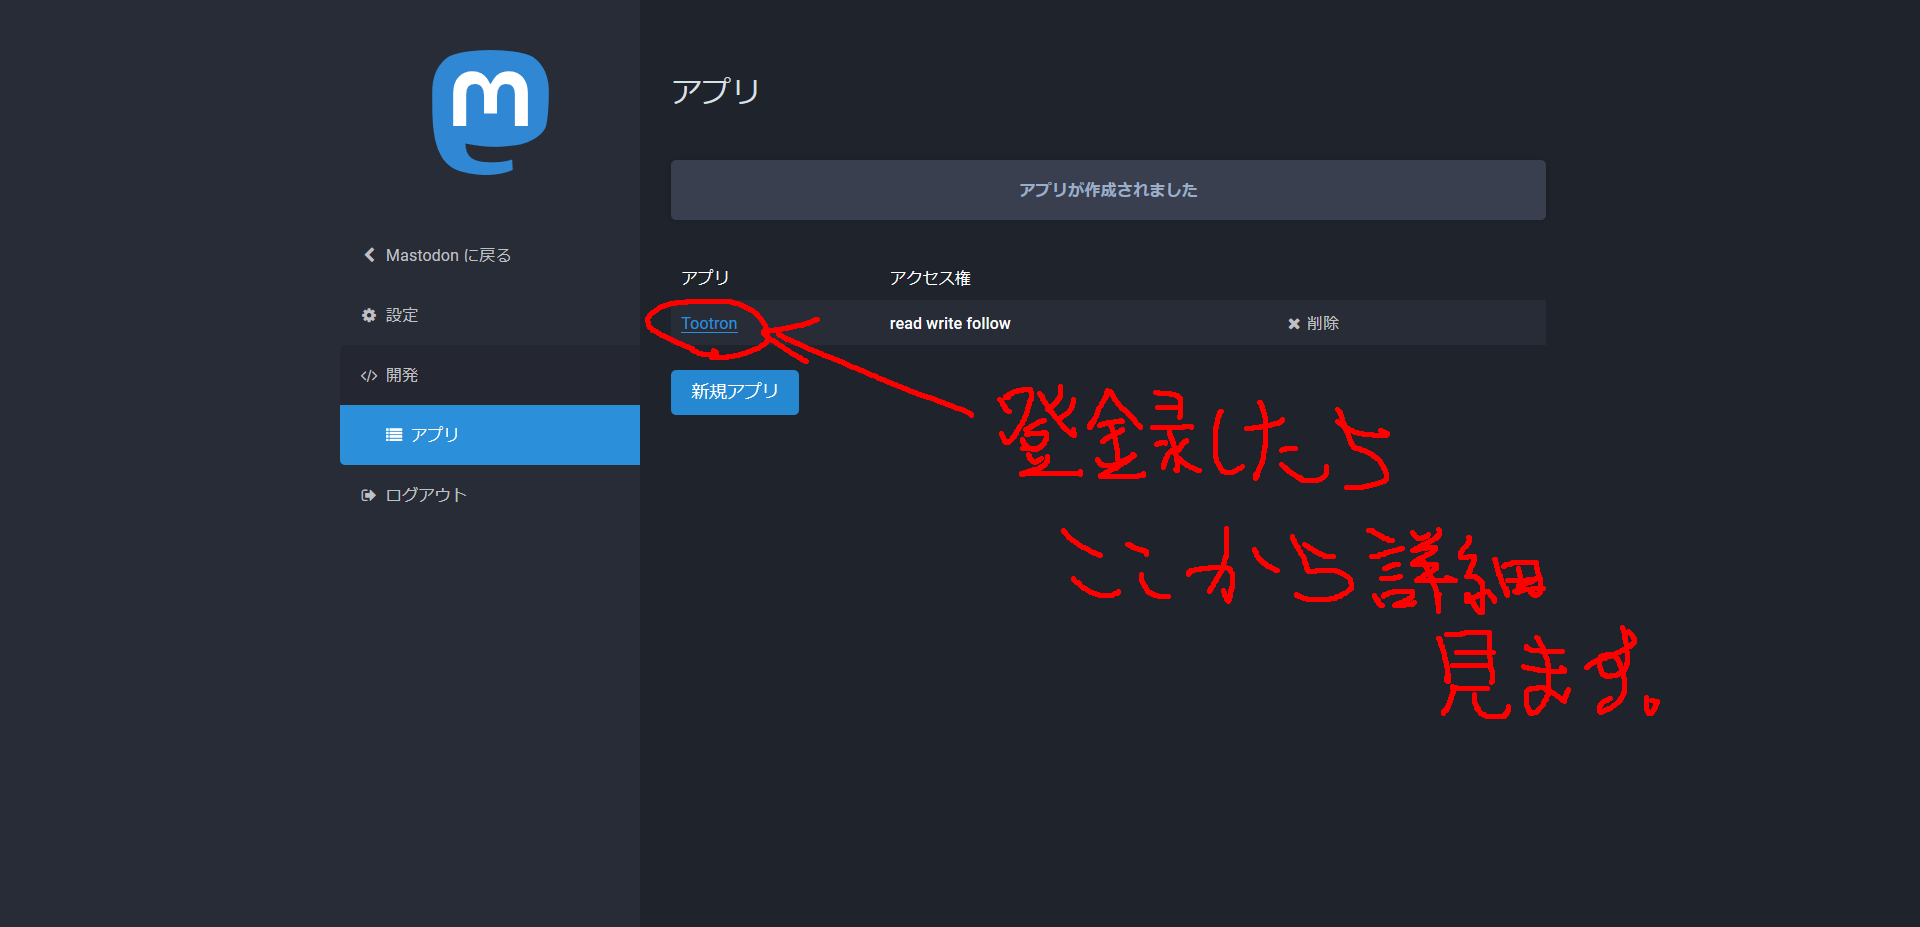 アプリ
アプリが作成されました
Mastodon に戻る
設定
開発
アプリ
ログアウト
アプリ アクセス権
Tootron read write follow 削除
新規アプリ
登録したら
ここから詳細
見ます。